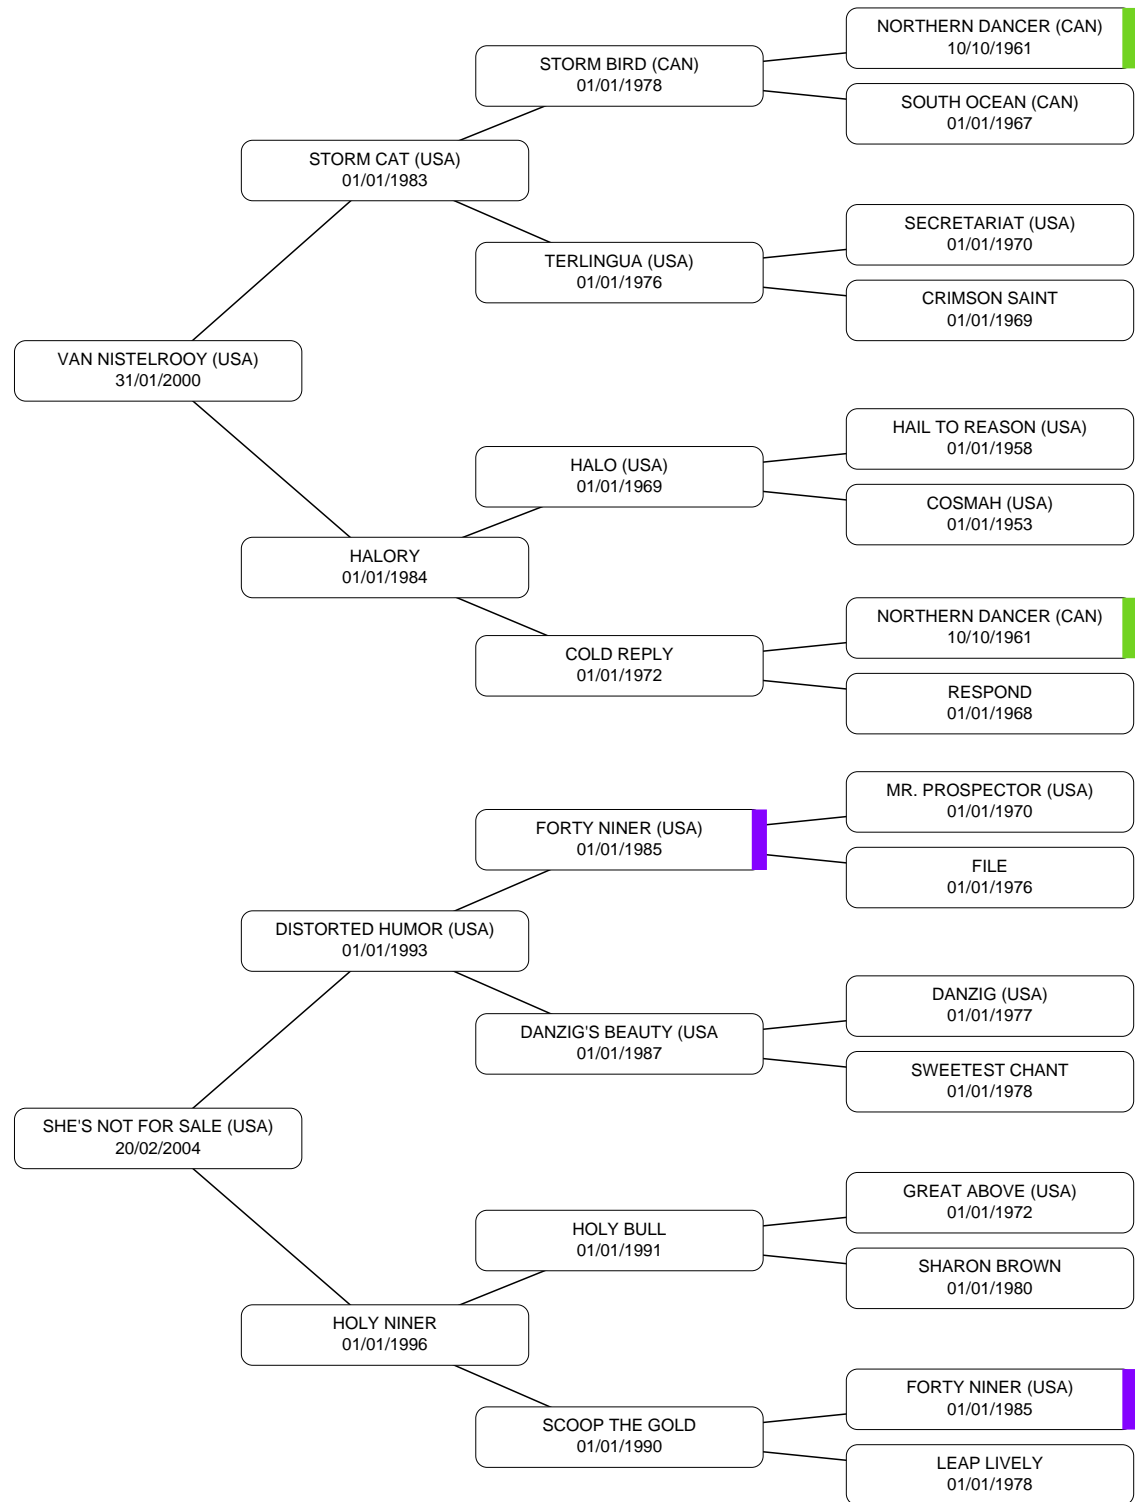 NORTHERN DANCER (CAN)
10/10/1961
STORM BIRD (CAN)
01/01/1978
SOUTH OCEAN (CAN)
01/01/1967
STORM CAT (USA)
01/01/1983
SECRETARIAT (USA)
01/01/1970
TERLINGUA (USA)
01/01/1976
CRIMSON SAINT
01/01/1969
VAN NISTELROOY (USA)
31/01/2000
HAIL TO REASON (USA)
01/01/1958
HALO (USA)
01/01/1969
COSMAH (USA)
01/01/1953
HALORY
01/01/1984
NORTHERN DANCER (CAN)
10/10/1961
COLD REPLY
01/01/1972
RESPOND
01/01/1968
MR. PROSPECTOR (USA)
01/01/1970
FORTY NINER (USA)
01/01/1985
FILE
01/01/1976
DISTORTED HUMOR (USA)
01/01/1993
DANZIG (USA)
01/01/1977
DANZIG'S BEAUTY (USA
01/01/1987
SWEETEST CHANT
01/01/1978
SHE'S NOT FOR SALE (USA)
20/02/2004
GREAT ABOVE (USA)
01/01/1972
HOLY BULL
01/01/1991
SHARON BROWN
01/01/1980
HOLY NINER
01/01/1996
FORTY NINER (USA)
01/01/1985
SCOOP THE GOLD
01/01/1990
LEAP LIVELY
01/01/1978